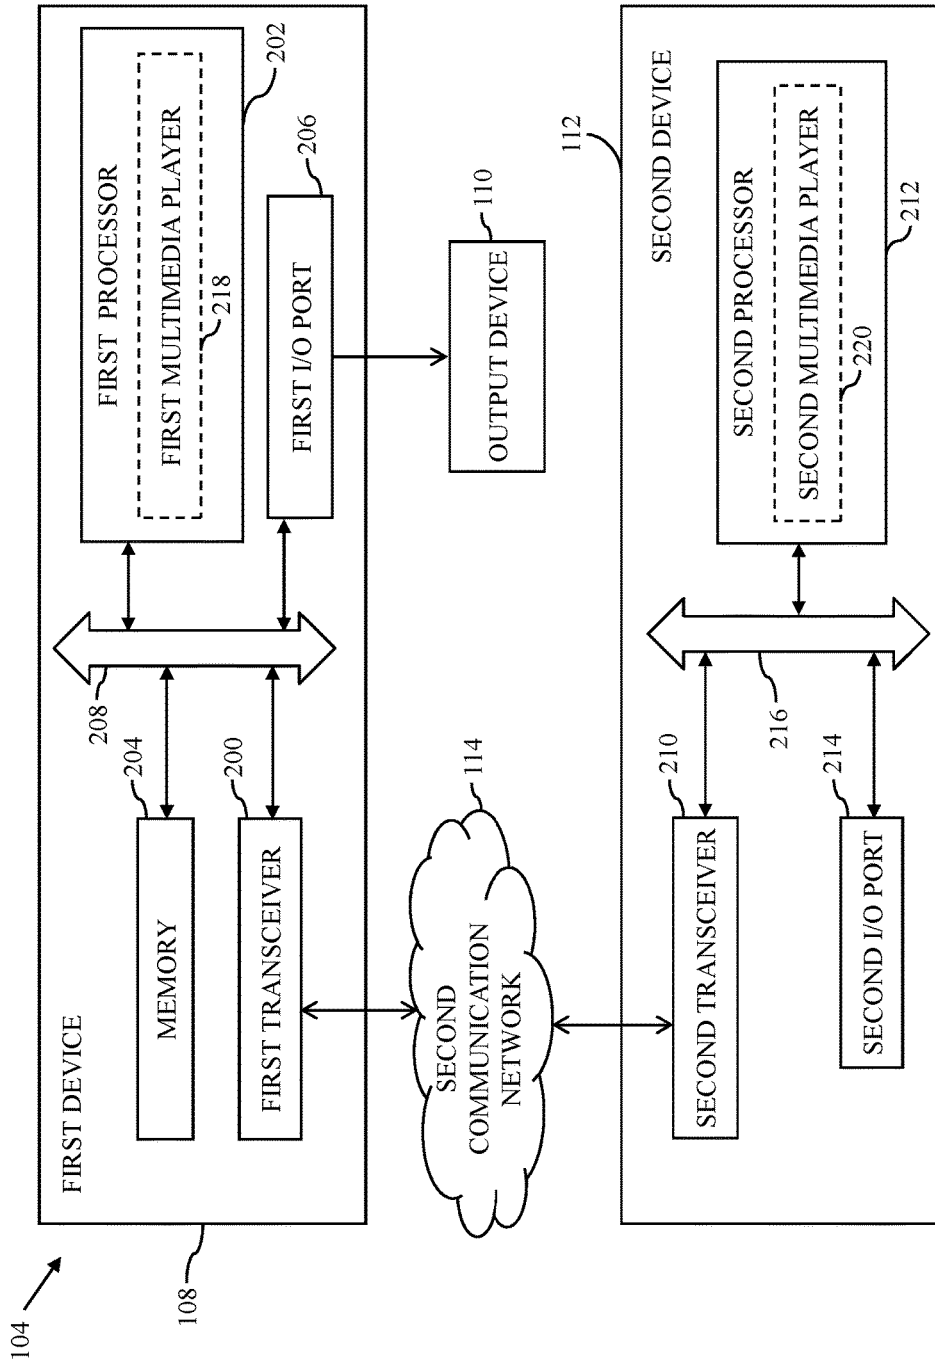 104
108
FIRST DEVICE
MEMORY
204
FIRST TRANSCEIVER
200
208
FIRST PROCESSOR
FIRST MULTIMEDIA PLAYER
218
202
FIRST I/O PORT
206
SECOND
COMMUNICATION
NETWORK
114
OUTPUT DEVICE
110
112
SECOND DEVICE
SECOND TRANSCEIVER
210
SECOND I/O PORT
214
216
SECOND PROCESSOR
SECOND MULTIMEDIA PLAYER
220
212